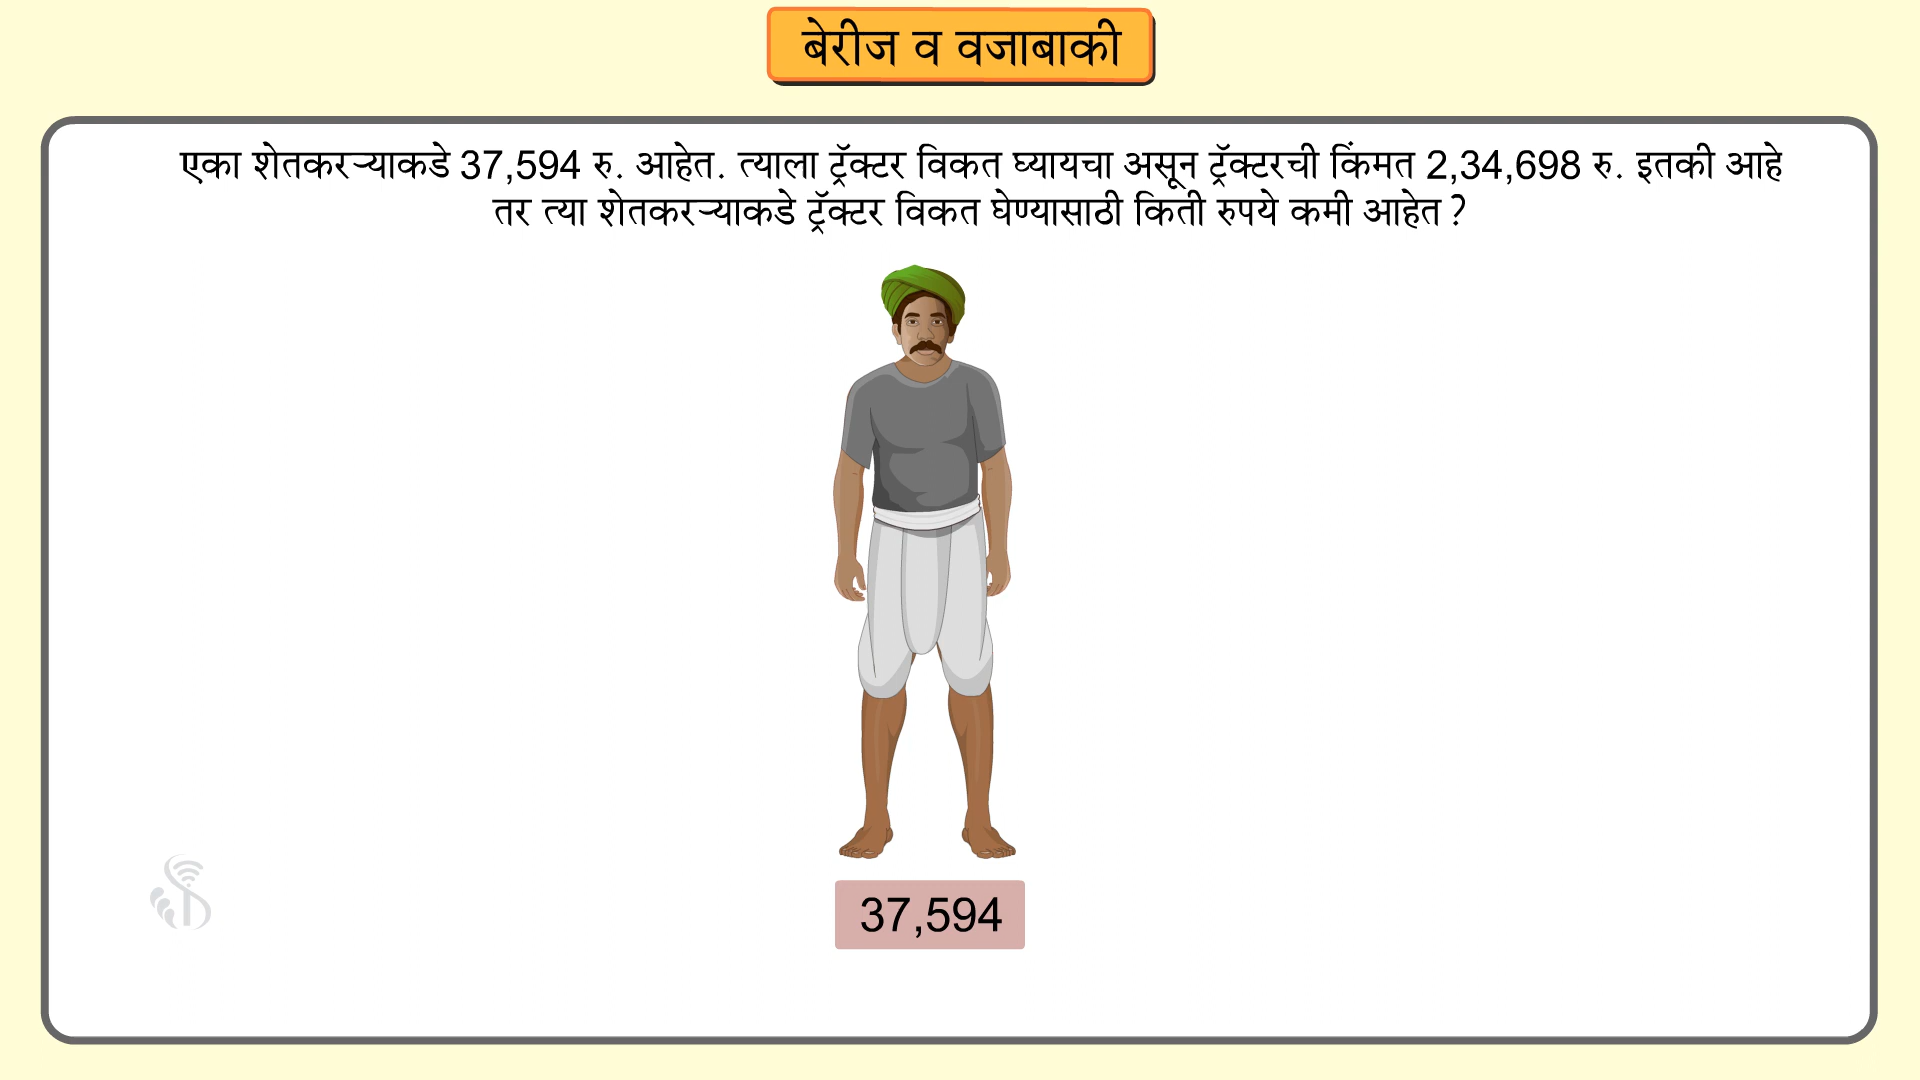 बेरीज व वजाबाकी
एका शेतकऱ्याकडे 37,594 रु. आहेत. त्याला ट्रॅक्टर विकत घ्यायचा असून ट्रॅक्टरची किंमत 2,34,698 रु. इतकी आहे
तर त्या शेतकऱ्याकडे ट्रॅक्टर विकत घेण्यासाठी किती रुपये कमी आहेत ?
37,594